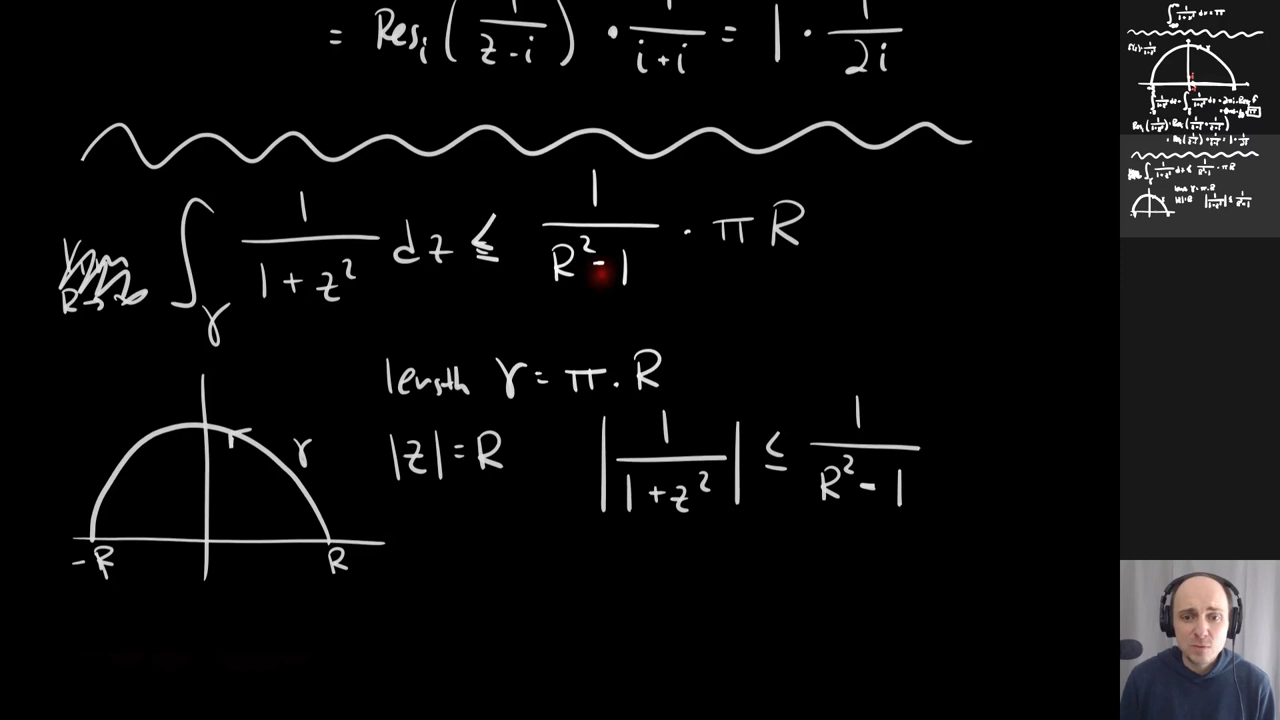 = Resᵢ(1/(z-i)) · 1/(i+i) = 1 · 1/(2i)
R→∞ ∫_γ 1/(1+z²) dz ≤ 1/(R²-1) · πR
length γ = π · R
|z| = R |1/(1+z²)| ≤ 1/(R²-1)
γ
-R R